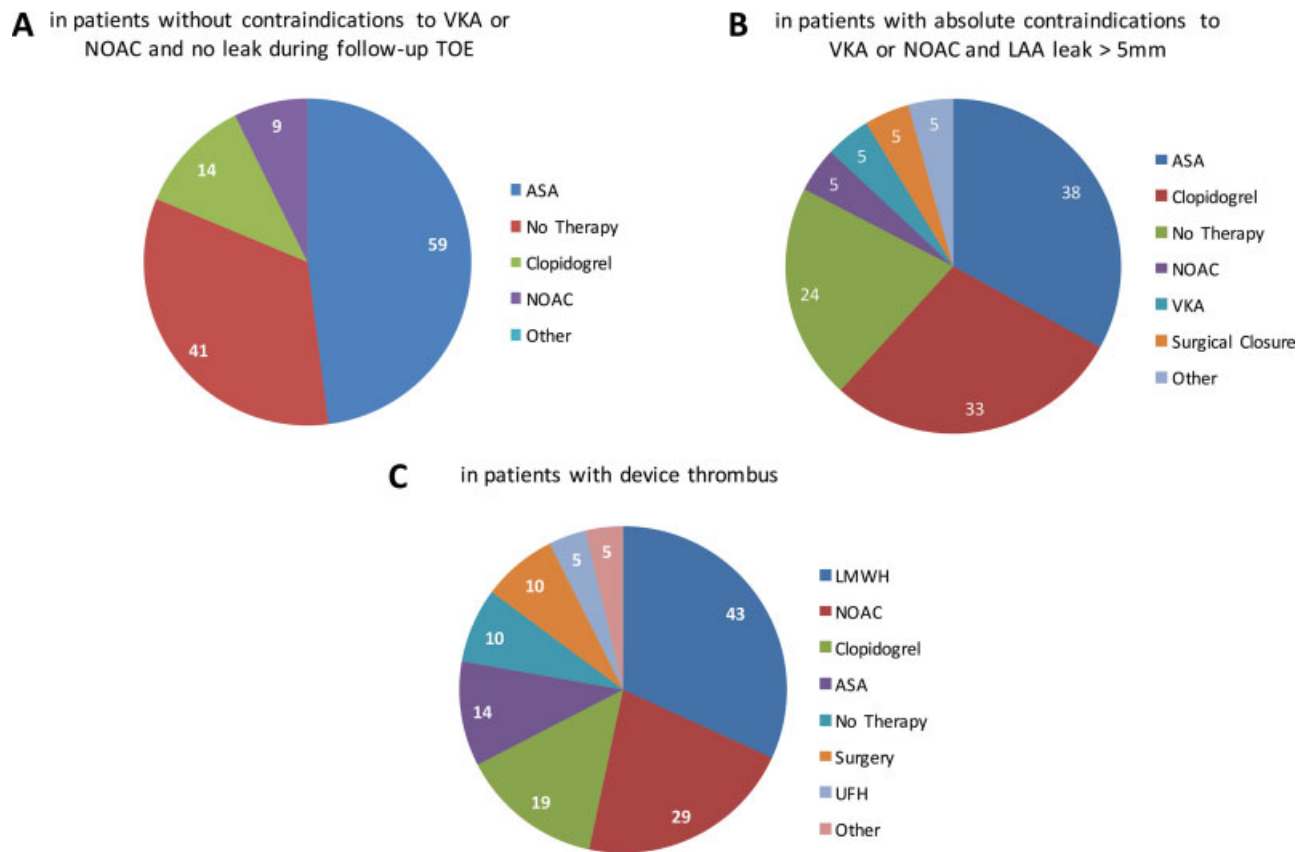 A in patients without contraindications to VKA or
NOAC and no leak during follow-up TOE
9
14
59
41
ASA
No Therapy
Clopidogrel
NOAC
Other
B in patients with absolute contraindications to
VKA or NOAC and LAA leak > 5mm
5
5
5
5
38
24
33
ASA
Clopidogrel
No Therapy
NOAC
VKA
Surgical Closure
Other
C in patients with device thrombus
5
5
10
43
10
14
19
29
LMWH
NOAC
Clopidogrel
ASA
No Therapy
Surgery
UFH
Other